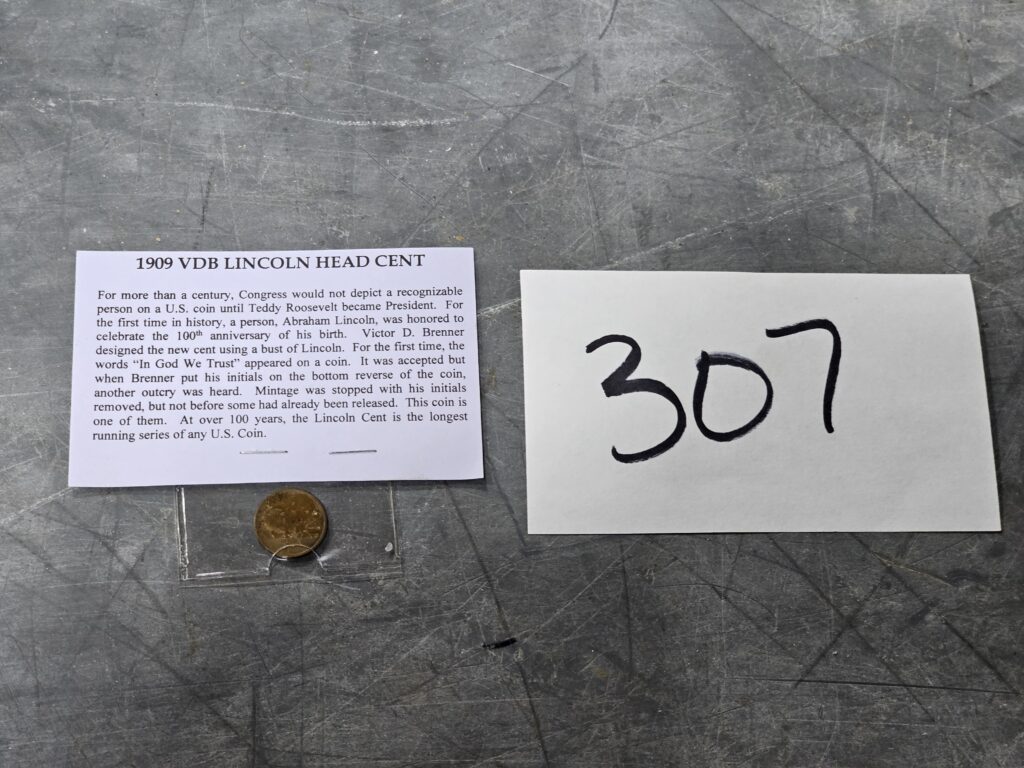 1909 VDB LINCOLN HEAD CENT
For more than a century, Congress would not depict a recognizable
person on a U.S. coin until Teddy Roosevelt became President. For
the first time in history, a person, Abraham Lincoln, was honored to
celebrate the 100th anniversary of his birth. Victor D. Brenner
designed the new cent using a bust of Lincoln. For the first time, the
words “In God We Trust” appeared on a coin. It was accepted but
when Brenner put his initials on the bottom reverse of the coin,
another outcry was heard. Mintage was stopped with his initials
removed, but not before some had already been released. This coin is
one of them. At over 100 years, the Lincoln Cent is the longest
running series of any U.S. Coin.
307